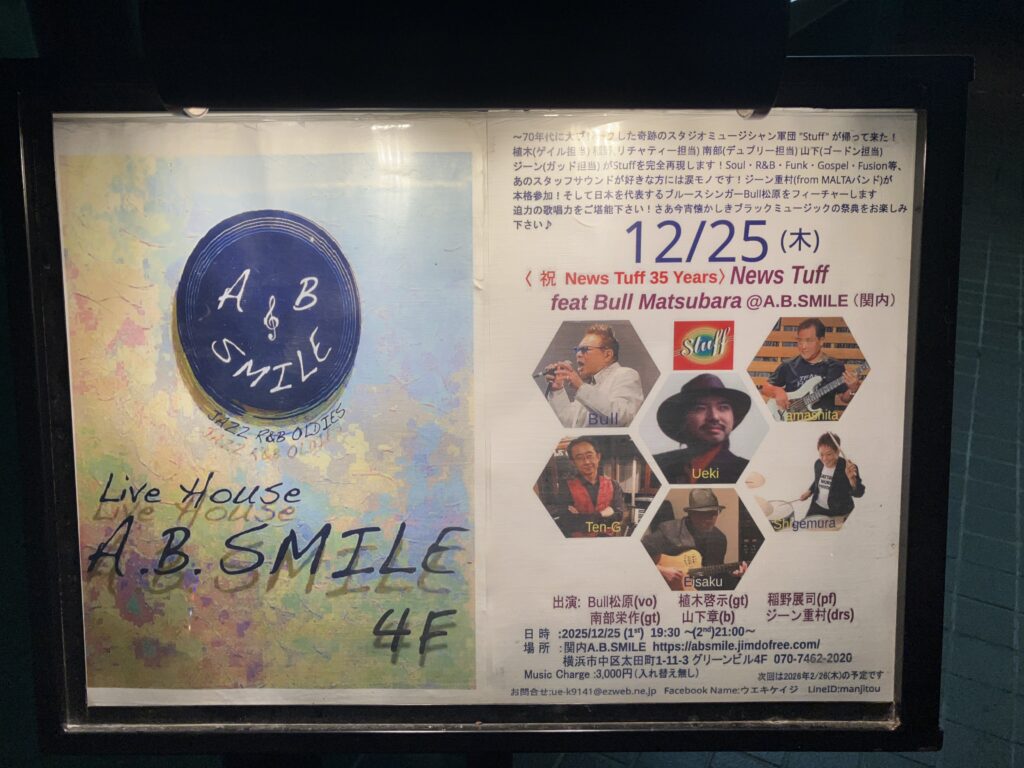 A B
SMILE
JAZZ R&B OLDIES
Live House
A.B.SMILE
4F
〜70年代に大 した奇跡のスタジオミュージシャン軍団 "Stuff" が帰って来た！
植木(ゲイル担当) リチャティー担当) 南部(デュプリー担当) 山下(ゴードン担当)
ジーン(ガッド担当) がStuffを完全再現します！Soul・R&B・Funk・Gospel・Fusion等、
あのスタッフサウンドが好きな方には涙モノです！ジーン重村(from MALTAバンド)が
本格参加！そして日本を代表するブルースシンガーBull松原をフィーチャーします
迫力の歌唱力をご堪能下さい！さあ今宵懐かしきブラックミュージックの祭典をお楽しみ
下さい♪
12/25 (木)
〈 祝 News Tuff 35 Years〉News Tuff
feat Bull Matsubara @A.B.SMILE（関内）
Stuff
Bull
Yamashita
Ueki
Ten-G
Shigemura
Eisaku
出演: Bull松原(vo) 植木啓示(gt) 稲野展司(pf)
南部栄作(gt) 山下章(b) ジーン重村(drs)
日 時 :2025/12/25 (1st) 19:30 〜(2nd)21:00〜
場 所 :関内A.B.SMILE https://absmile.jimdofree.com/
横浜市中区太田町1-11-3 グリーンビル4F 070-7462-2020
Music Charge :3,000円（入れ替え無し）
次回は2026年2/26(木)の予定です
お問合せ:ue-k9141@ezweb.ne.jp Facebook Name:ウエキケイジ LineID:manjitou